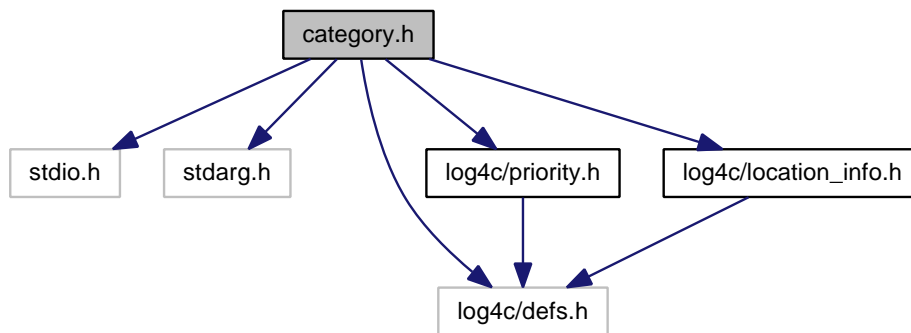 category.h
stdio.h
stdarg.h
log4c/priority.h
log4c/location_info.h
log4c/defs.h